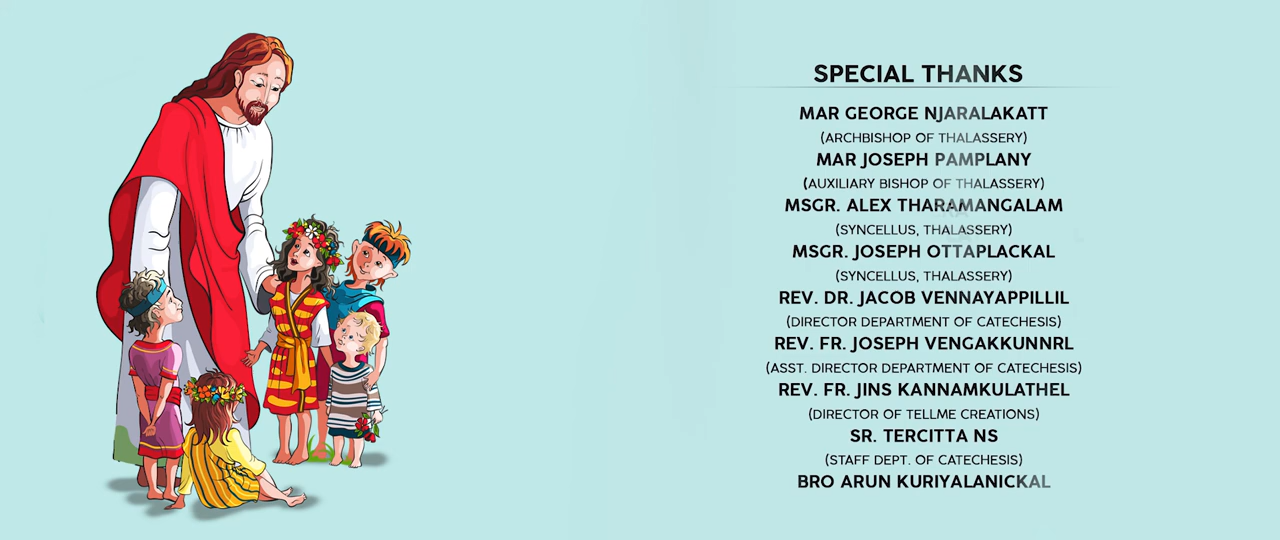 SPECIAL THANKS
MAR GEORGE NJARALAKATT
(ARCHBISHOP OF THALASSERY)
MAR JOSEPH PAMPLANY
(AUXILIARY BISHOP OF THALASSERY)
MSGR. ALEX THARAMANGALAM
(SYNCELLUS, THALASSERY)
MSGR. JOSEPH OTTAPLACKAL
(SYNCELLUS, THALASSERY)
REV. DR. JACOB VENNAYAPPILLIL
(DIRECTOR DEPARTMENT OF CATECHESIS)
REV. FR. JOSEPH VENGAKKUNNRL
(ASST. DIRECTOR DEPARTMENT OF CATECHESIS)
REV. FR. JINS KANNAMKULATHEL
(DIRECTOR OF TELLME CREATIONS)
SR. TERCITTA NS
(STAFF DEPT. OF CATECHESIS)
BRO ARUN KURIYALANICKAL